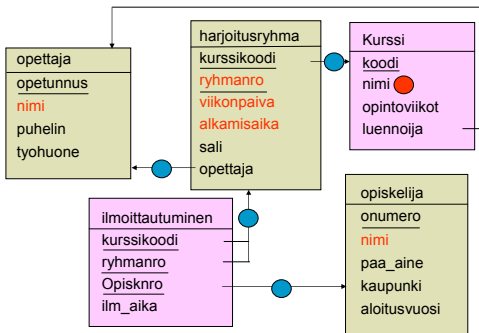 opettaja
opetunnus
nimi
puhelin
tyohuone
harjoitusryhma
kurssikoodi
ryhmanro
viikonpaiva
alkamisaika
sali
opettaja
Kurssi
koodi
nimi
opintoviikot
luennoija
ilmoittautuminen
kurssikoodi
ryhmanro
Opisknro
ilm_aika
opiskelija
onumero
nimi
paa_aine
kaupunki
aloitusvuosi